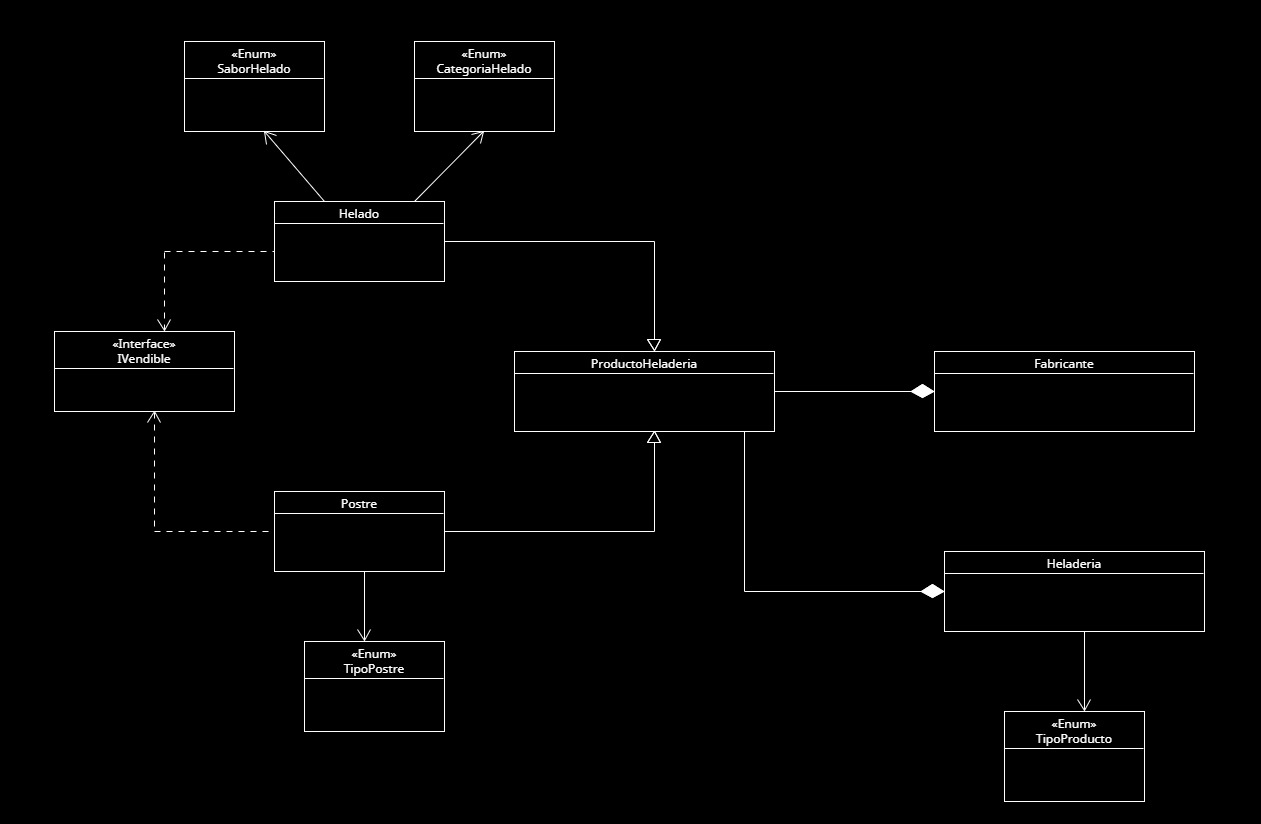 «Enum»
SaborHelado
«Enum»
CategoriaHelado
Helado
«Interface»
IVendible
ProductoHeladeria
Fabricante
Postre
Heladeria
«Enum»
TipoPostre
«Enum»
TipoProducto